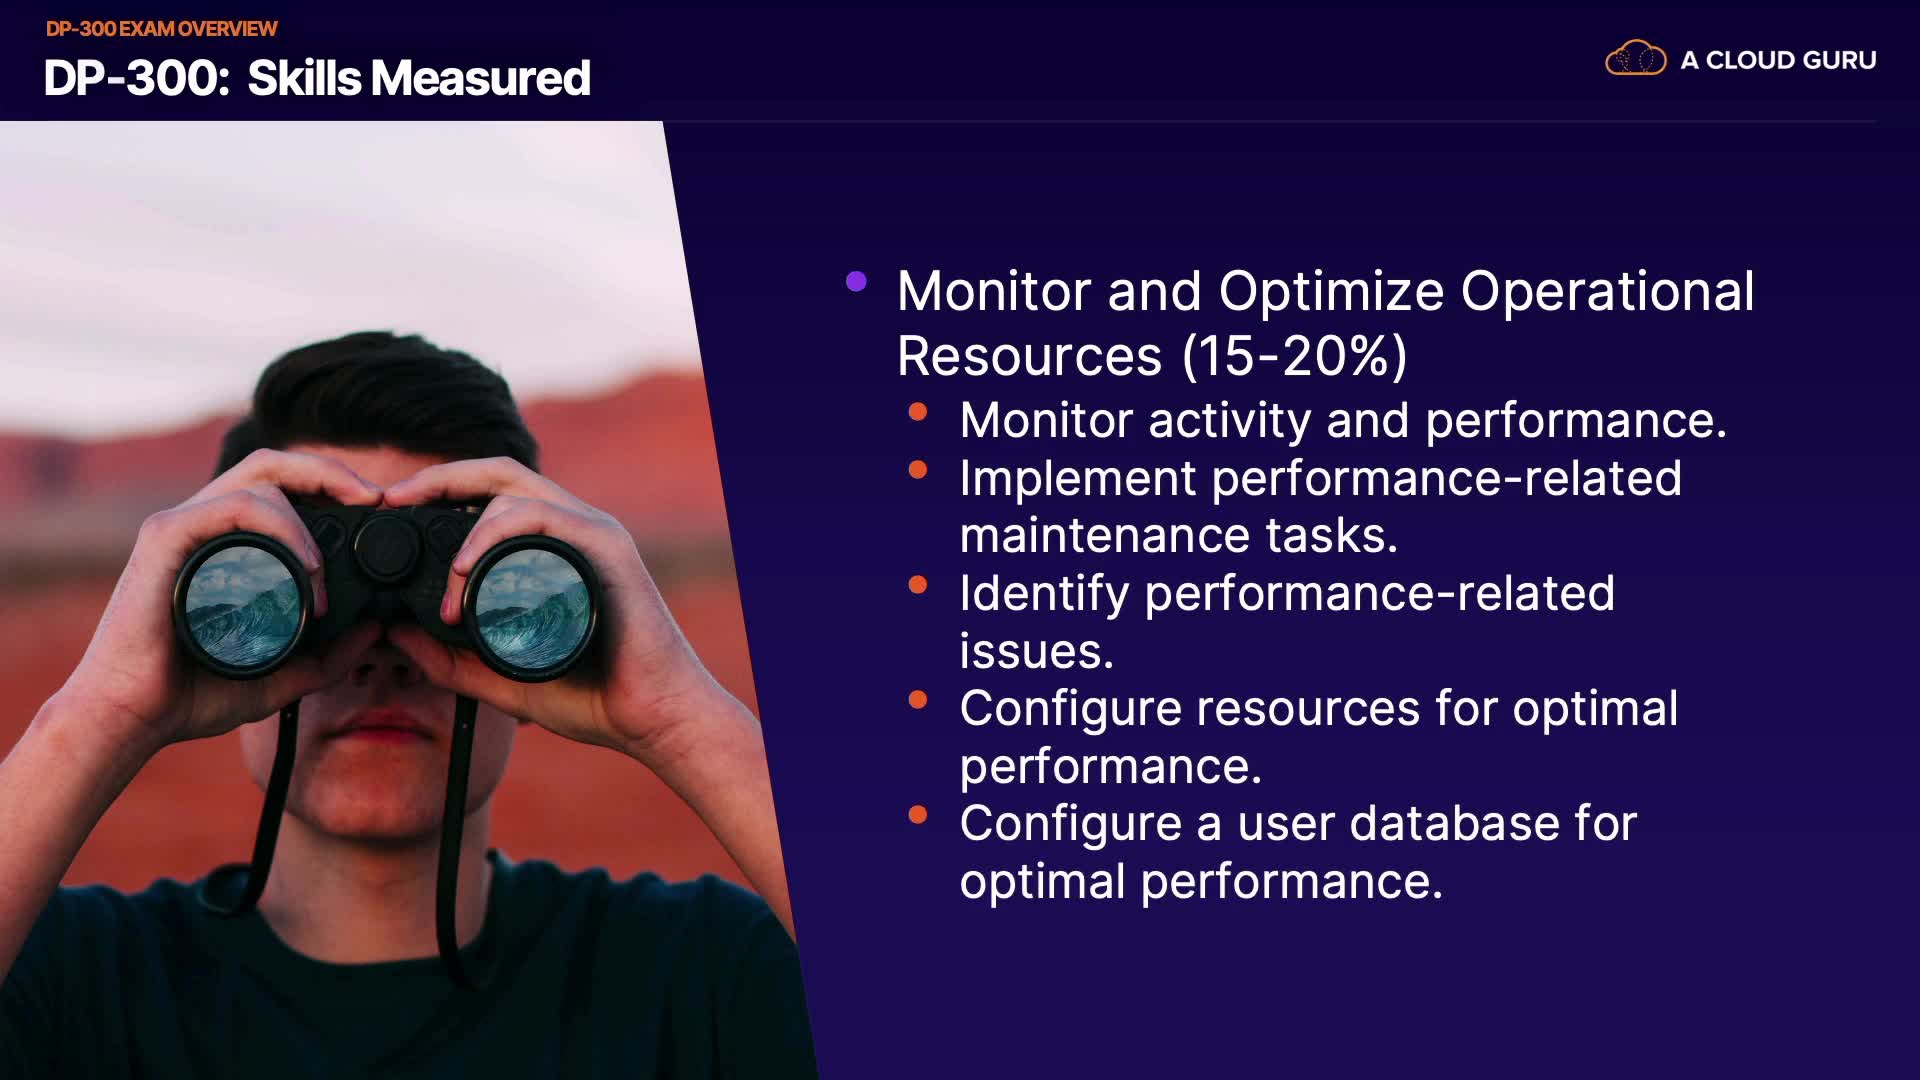 DP-300 EXAM OVERVIEW
DP-300: Skills Measured
A CLOUD GURU
Monitor and Optimize Operational
Resources (15-20%)
Monitor activity and performance.
Implement performance-related
maintenance tasks.
Identify performance-related
issues.
Configure resources for optimal
performance.
Configure a user database for
optimal performance.